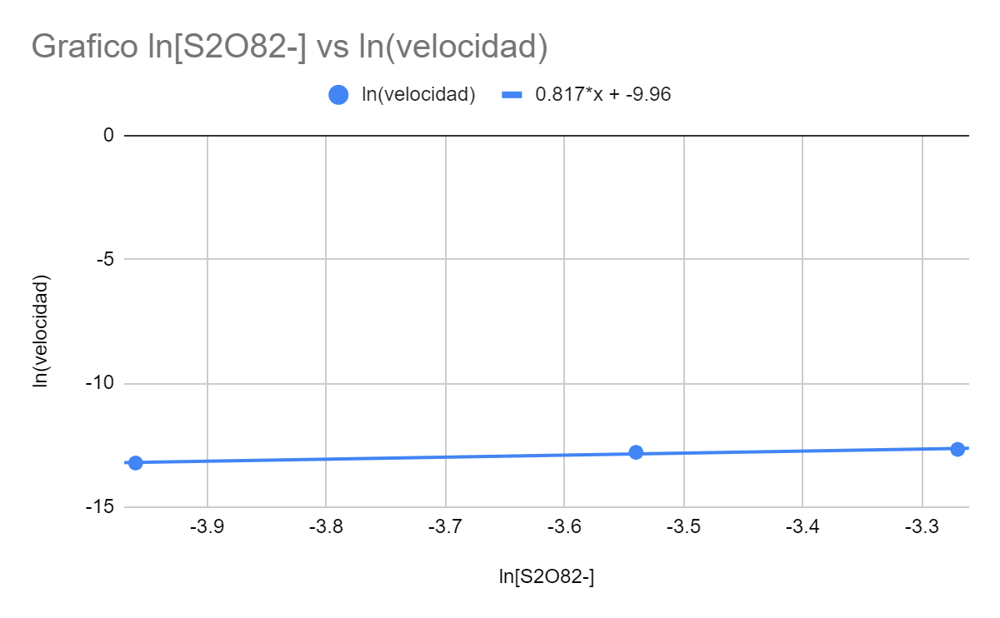 Grafico ln[S2O82-] vs ln(velocidad)
ln(velocidad) 0.817*x + -9.96
0
-5
-10
-15
ln(velocidad)
-3.9 -3.8 -3.7 -3.6 -3.5 -3.4 -3.3
ln[S2O82-]